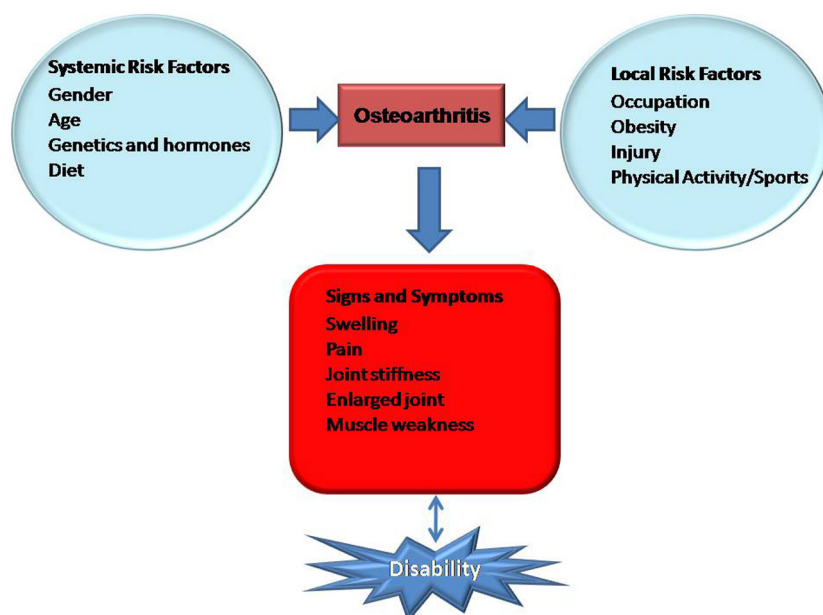 Systemic Risk Factors
Gender
Age
Genetics and hormones
Diet
Osteoarthritis
Local Risk Factors
Occupation
Obesity
Injury
Physical Activity/Sports
Signs and Symptoms
Swelling
Pain
Joint stiffness
Enlarged joint
Muscle weakness
Disability